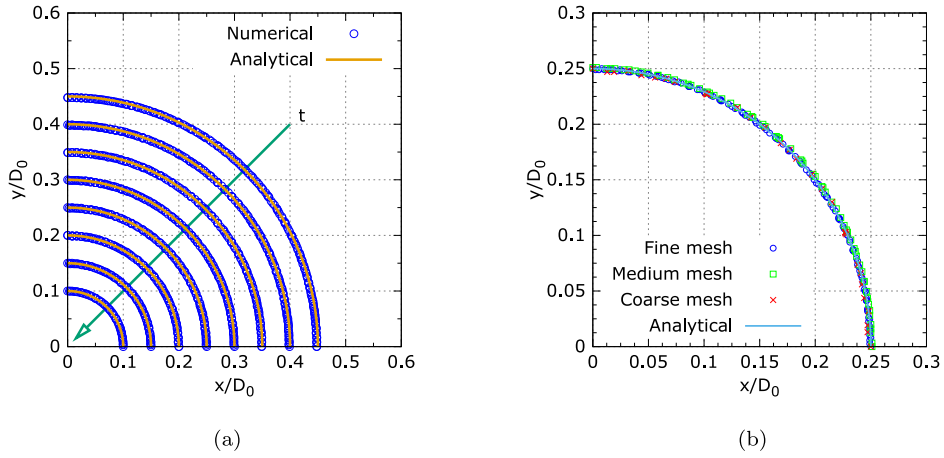 0.6
0.5
0.4
0.3
0.2
0.1
0
y/D0
Numerical
Analytical
t
0 0.1 0.2 0.3 0.4 0.5 0.6
x/D0
(a)
0.3
0.25
0.2
0.15
0.1
0.05
0
y/D0
Fine mesh
Medium mesh
Coarse mesh
Analytical
0 0.05 0.1 0.15 0.2 0.25 0.3
x/D0
(b)